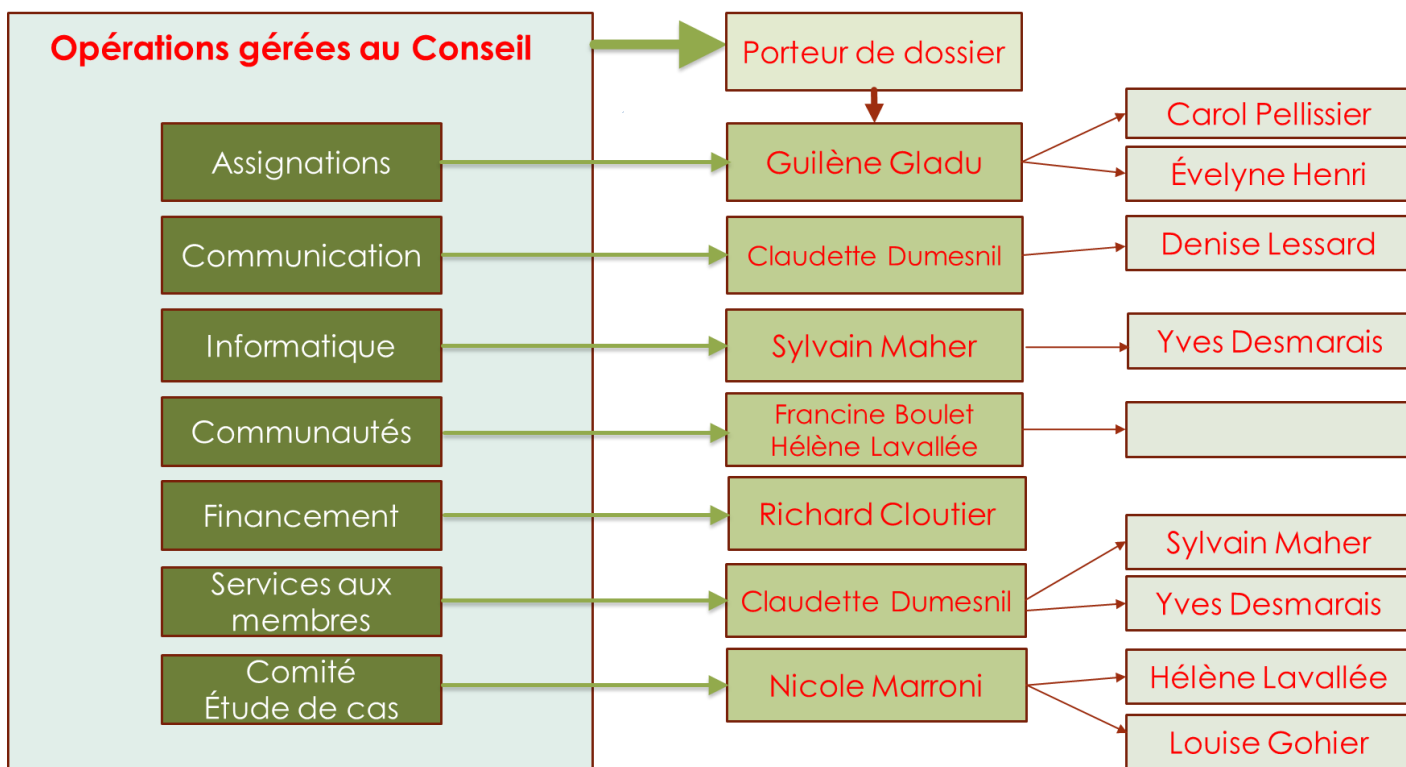 Opérations gérées au Conseil
Porteur de dossier
Assignations
Guilène Gladu
Carol Pellissier
Évelyne Henri
Communication
Claudette Dumesnil
Denise Lessard
Informatique
Sylvain Maher
Yves Desmarais
Communautés
Francine Boulet
Hélène Lavallée
Financement
Richard Cloutier
Services aux
membres
Claudette Dumesnil
Sylvain Maher
Yves Desmarais
Comité
Étude de cas
Nicole Marroni
Hélène Lavallée
Louise Gohier